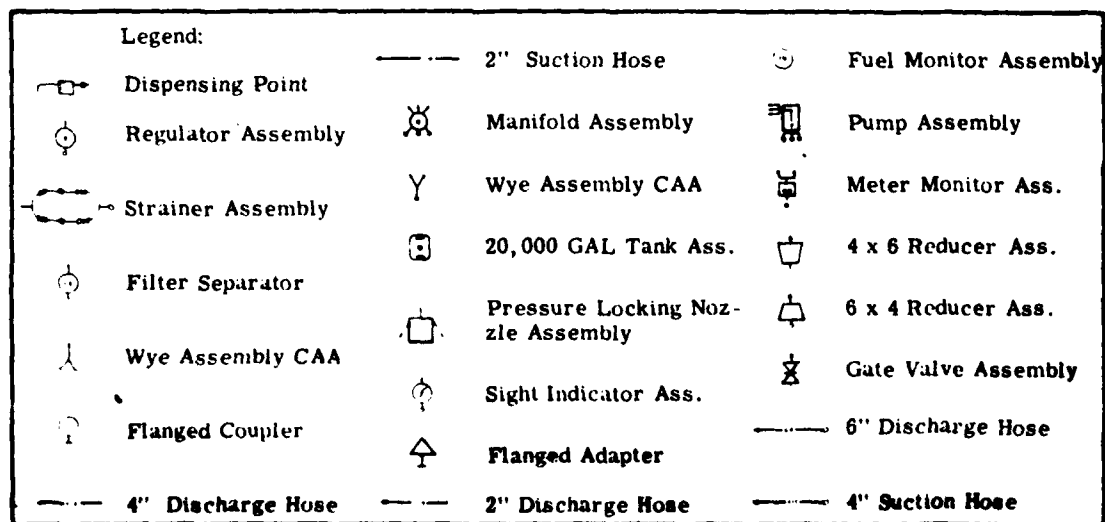 Legend:
Dispensing Point
Regulator Assembly
Strainer Assembly
Filter Separator
Wye Assembly CAA
Flanged Coupler
4" Discharge Hose
2" Suction Hose
Manifold Assembly
Wye Assembly CAA
20,000 GAL Tank Ass.
Pressure Locking Noz-
zle Assembly
Sight Indicator Ass.
Flanged Adapter
2" Discharge Hose
Fuel Monitor Assembly
Pump Assembly
Meter Monitor Ass.
4 x 6 Reducer Ass.
6 x 4 Reducer Ass.
Gate Valve Assembly
6" Discharge Hose
4" Suction Hose